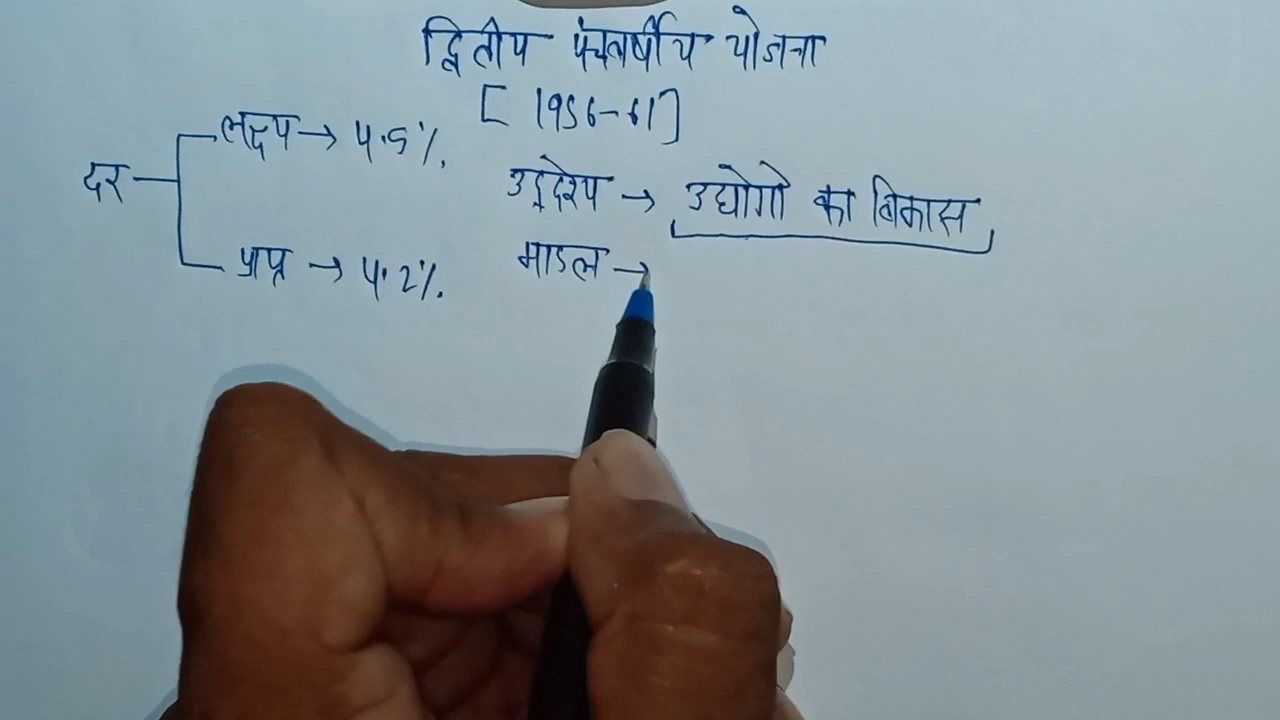 द्वितीय पंचवर्षीय योजना
[1956-61]
लक्ष्य → 4.5%.
दर
उद्देश्य → उद्योगो का विकास
प्राप्त → 4.2%.
माडल →